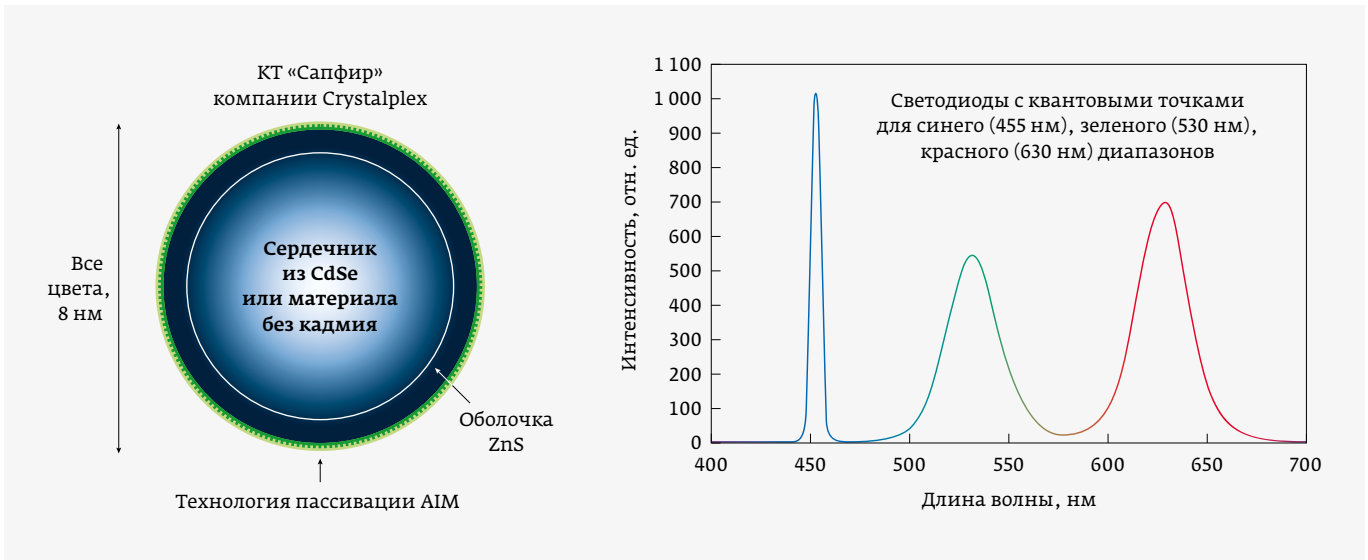 КТ «Сапфир»
компании Crystalplex
Все
цвета,
8 нм
Сердечник
из CdSe
или материала
без кадмия
Оболочка
ZnS
Технология пассивации AIM
Светодиоды с квантовыми точками
для синего (455 нм), зеленого (530 нм),
красного (630 нм) диапазонов
Интенсивность, отн. ед.
1 100
1 000
900
800
700
600
500
400
300
200
100
0
400 450 500 550 600 650 700
Длина волны, нм